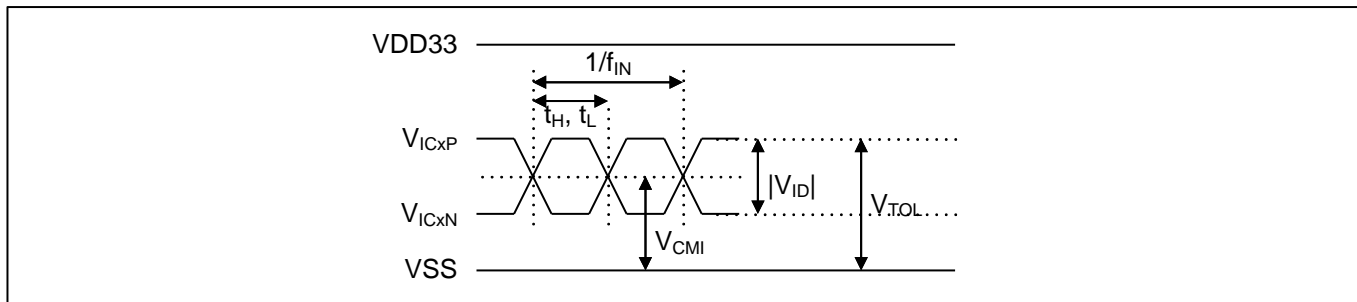 VDD33
1/fIN
tH, tL
VICxP
|VID|
VTOL
VICxN
VCMI
VSS